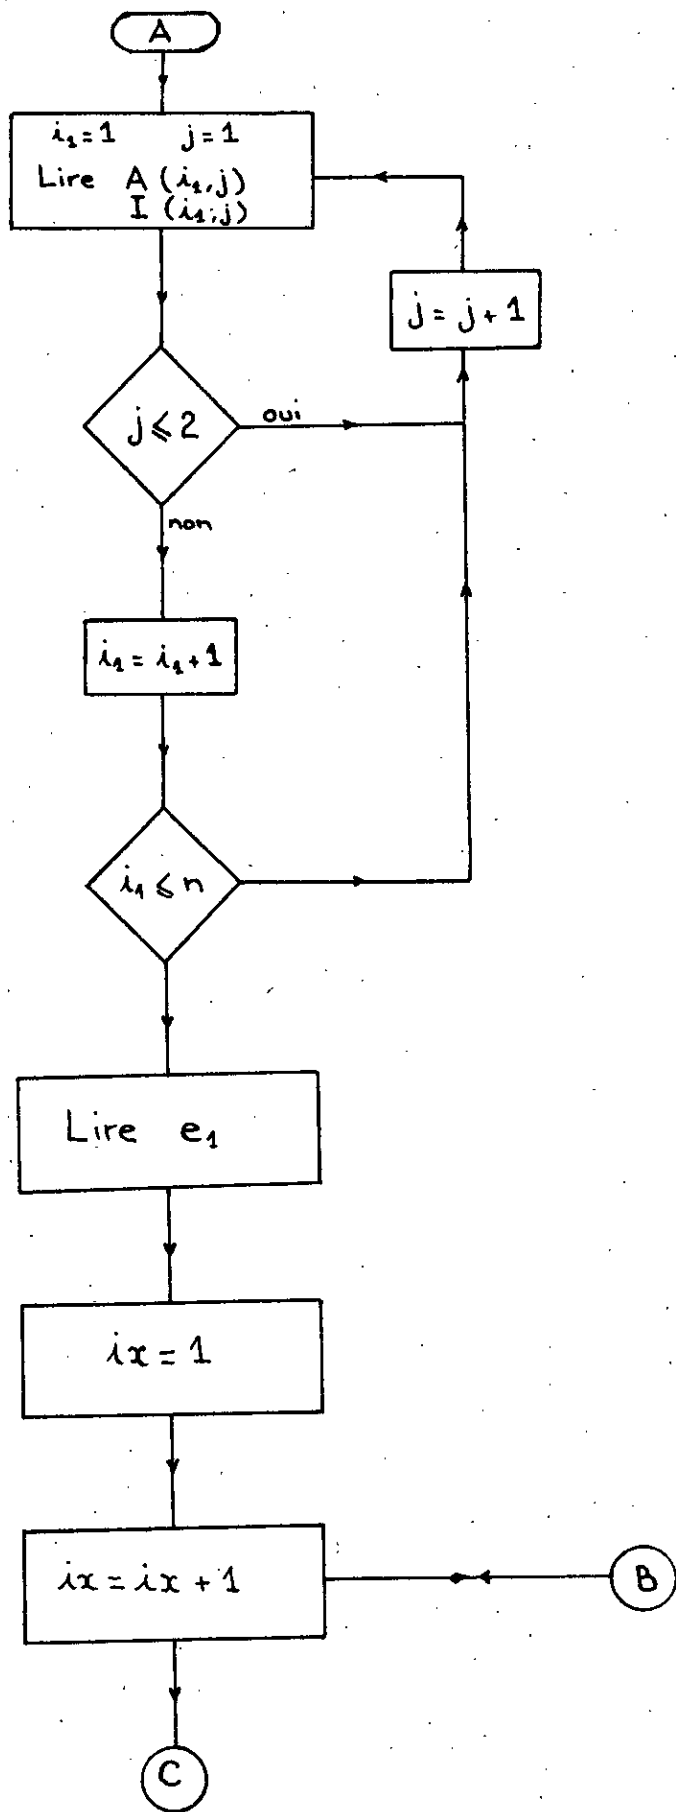 A
i₁=1 j=1
Lire A (i₁,j)
I (i₁,j)
j = j + 1
j ⩽ 2
oui
non
i₁ = i₁ + 1
i₁ ⩽ n
Lire e₁
ix = 1
ix = ix + 1
B
C